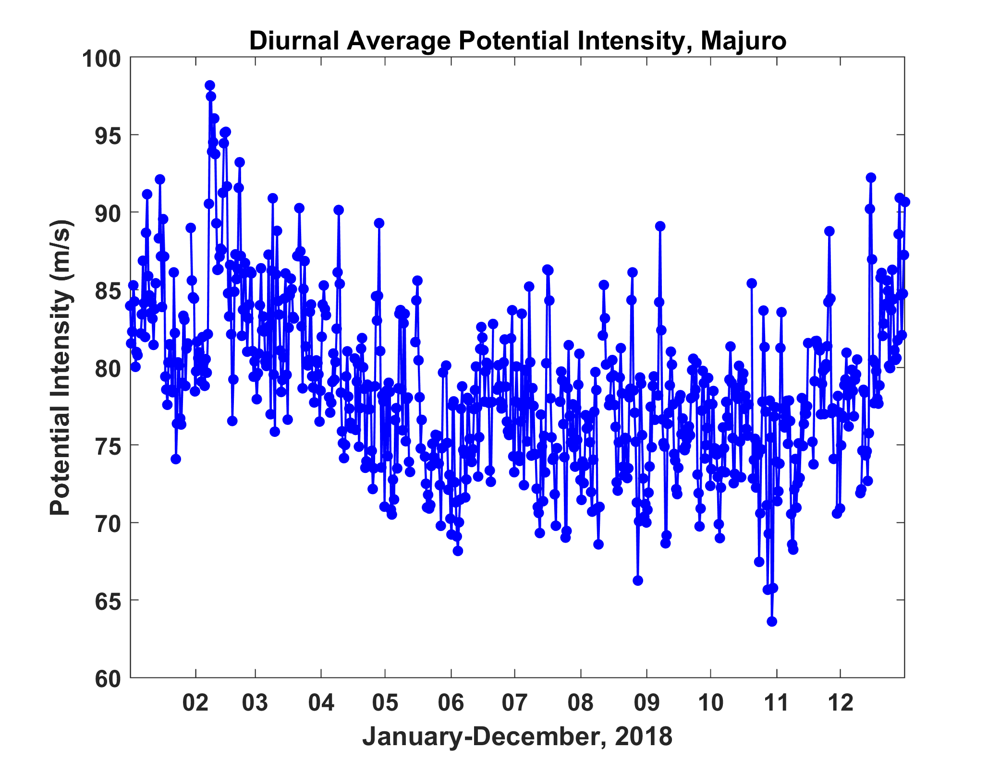 Diurnal Average Potential Intensity, Majuro
Potential Intensity (m/s)
100
95
90
85
80
75
70
65
60
02 03 04 05 06 07 08 09 10 11 12
January-December, 2018